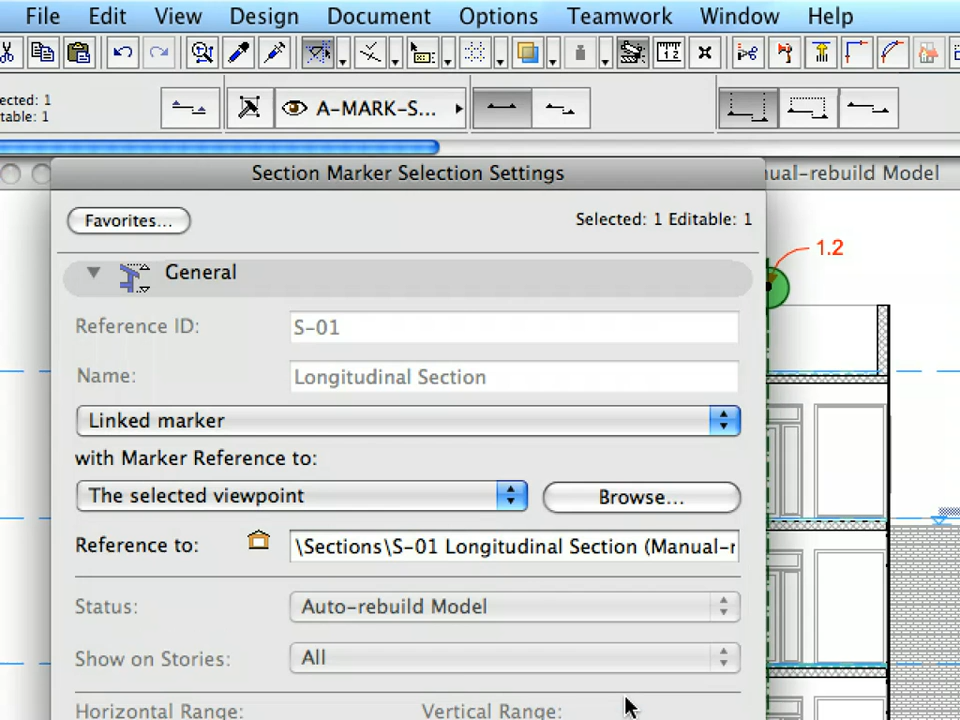 File Edit View Design Document Options Teamwork Window Help
1 2
ected: 1
table: 1
A-MARK-S...
Section Marker Selection Settings
ual-rebuild Model
Favorites...
Selected: 1 Editable: 1
1.2
General
Reference ID:
S-01
Name:
Longitudinal Section
Linked marker
with Marker Reference to:
The selected viewpoint
Browse...
Reference to:
\Sections\S-01 Longitudinal Section (Manual-r
Status:
Auto-rebuild Model
Show on Stories:
All
Horizontal Range:
Vertical Range: